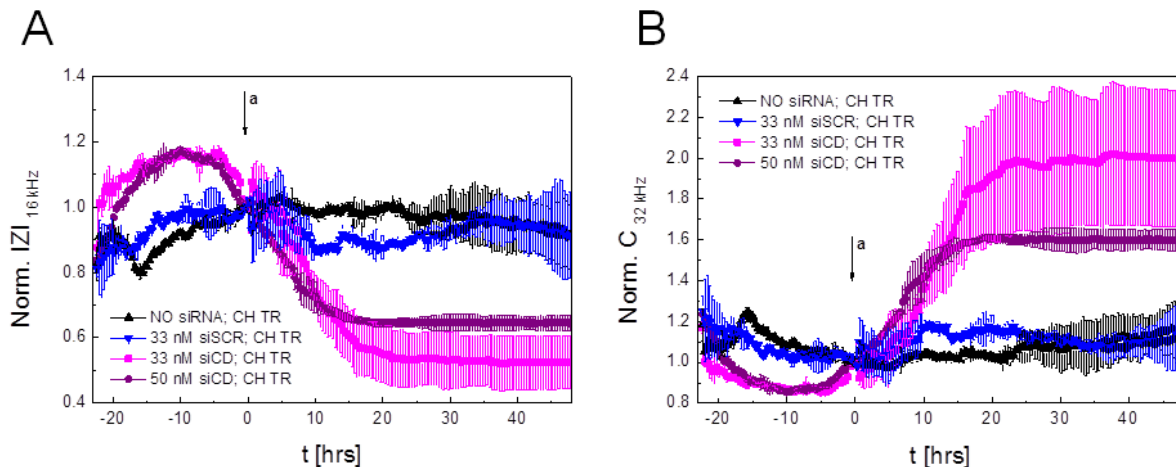 A
Norm. |Z| 16 kHz
1.4
1.2
1.0
0.8
0.6
0.4
a
NO siRNA; CH TR
33 nM siSCR; CH TR
33 nM siCD; CH TR
50 nM siCD; CH TR
-20 -10 0 10 20 30 40
t [hrs]
B
Norm. C 32 kHz
2.4
2.2
2.0
1.8
1.6
1.4
1.2
1.0
0.8
NO siRNA; CH TR
33 nM siSCR; CH TR
33 nM siCD; CH TR
50 nM siCD; CH TR
a
-20 -10 0 10 20 30 40
t [hrs]